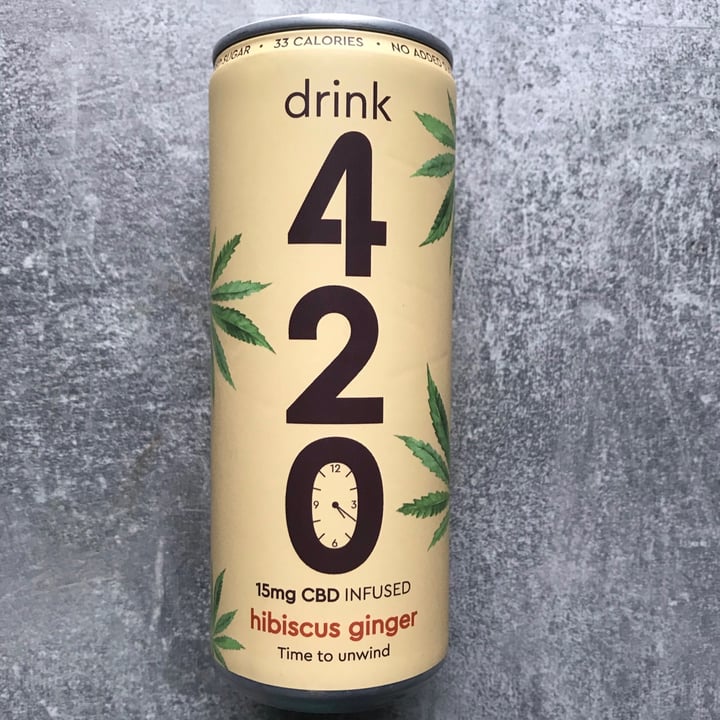 SUGAR • 33 CALORIES • NO ADDED
drink
4
2
0
12
9 3
6
15mg CBD INFUSED
hibiscus ginger
Time to unwind